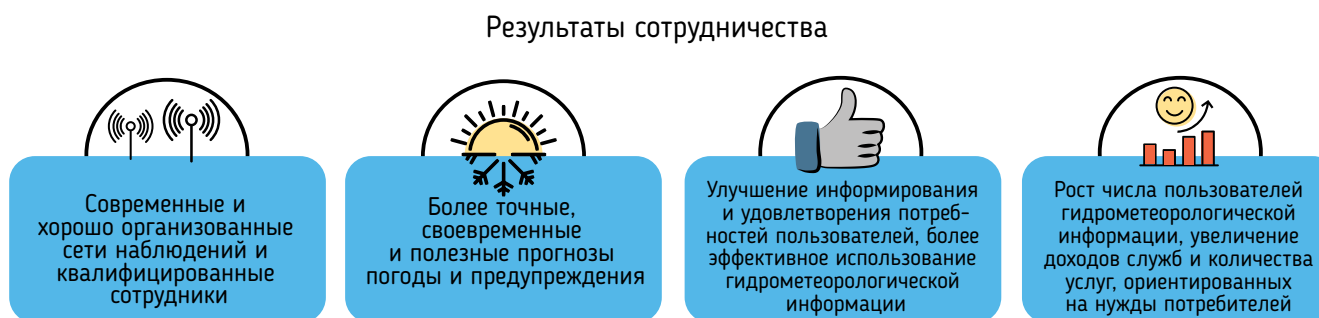 Результаты сотрудничества
Современные и
хорошо организованные
сети наблюдений и
квалифицированные
сотрудники
Более точные,
своевременные
и полезные прогнозы
погоды и предупреждения
Улучшение информирования
и удовлетворения потреб-
ностей пользователей, более
эффективное использование
гидрометеорологической
информации
Рост числа пользователей
гидрометеорологической
информации, увеличение
доходов служб и количества
услуг, ориентированных
на нужды потребителей